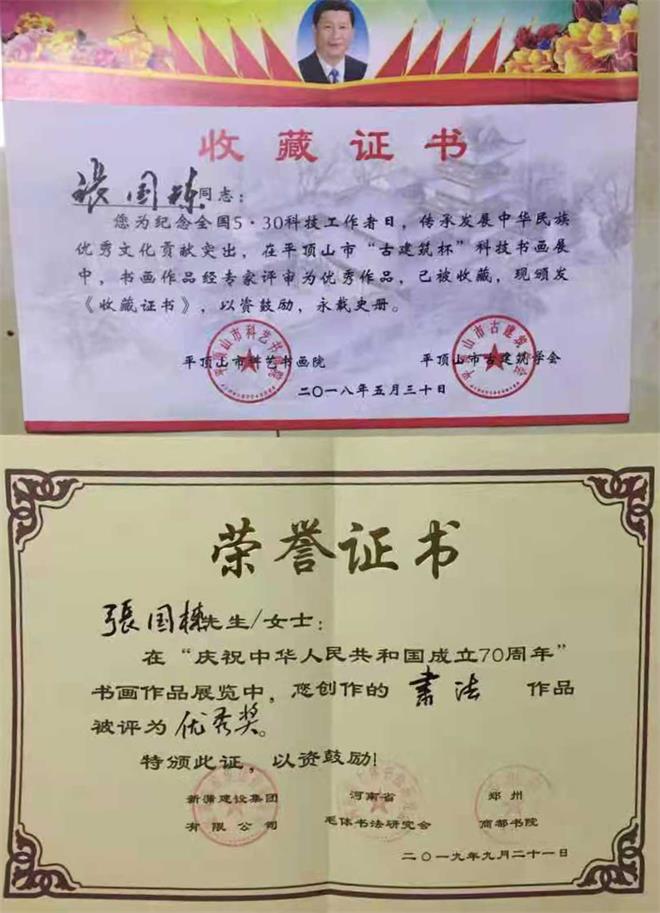 收藏证书
張国栋同志：
您为纪念全国5·30科技工作者日，传承发展中华民族
优秀文化贡献突出，在平顶山市“古建筑杯”科技书画展
中，书画作品经专家评审为优秀作品，已被收藏，现颁发
《收藏证书》，以资鼓励，永载史册。
平顶山市科艺书画院
平顶山市古建筑学会
二〇一八年五月三十日
荣誉证书
張国栋先生/女士：
在“庆祝中华人民共和国成立70周年”
书画作品展览中，您创作的 書法 作品
被评为优秀奖。
特颁此证，以资鼓励!
新蒲建设集团 河南省 郑州
有限公司 毛体书法研究会 商都书院
二〇一九年九月二十一日